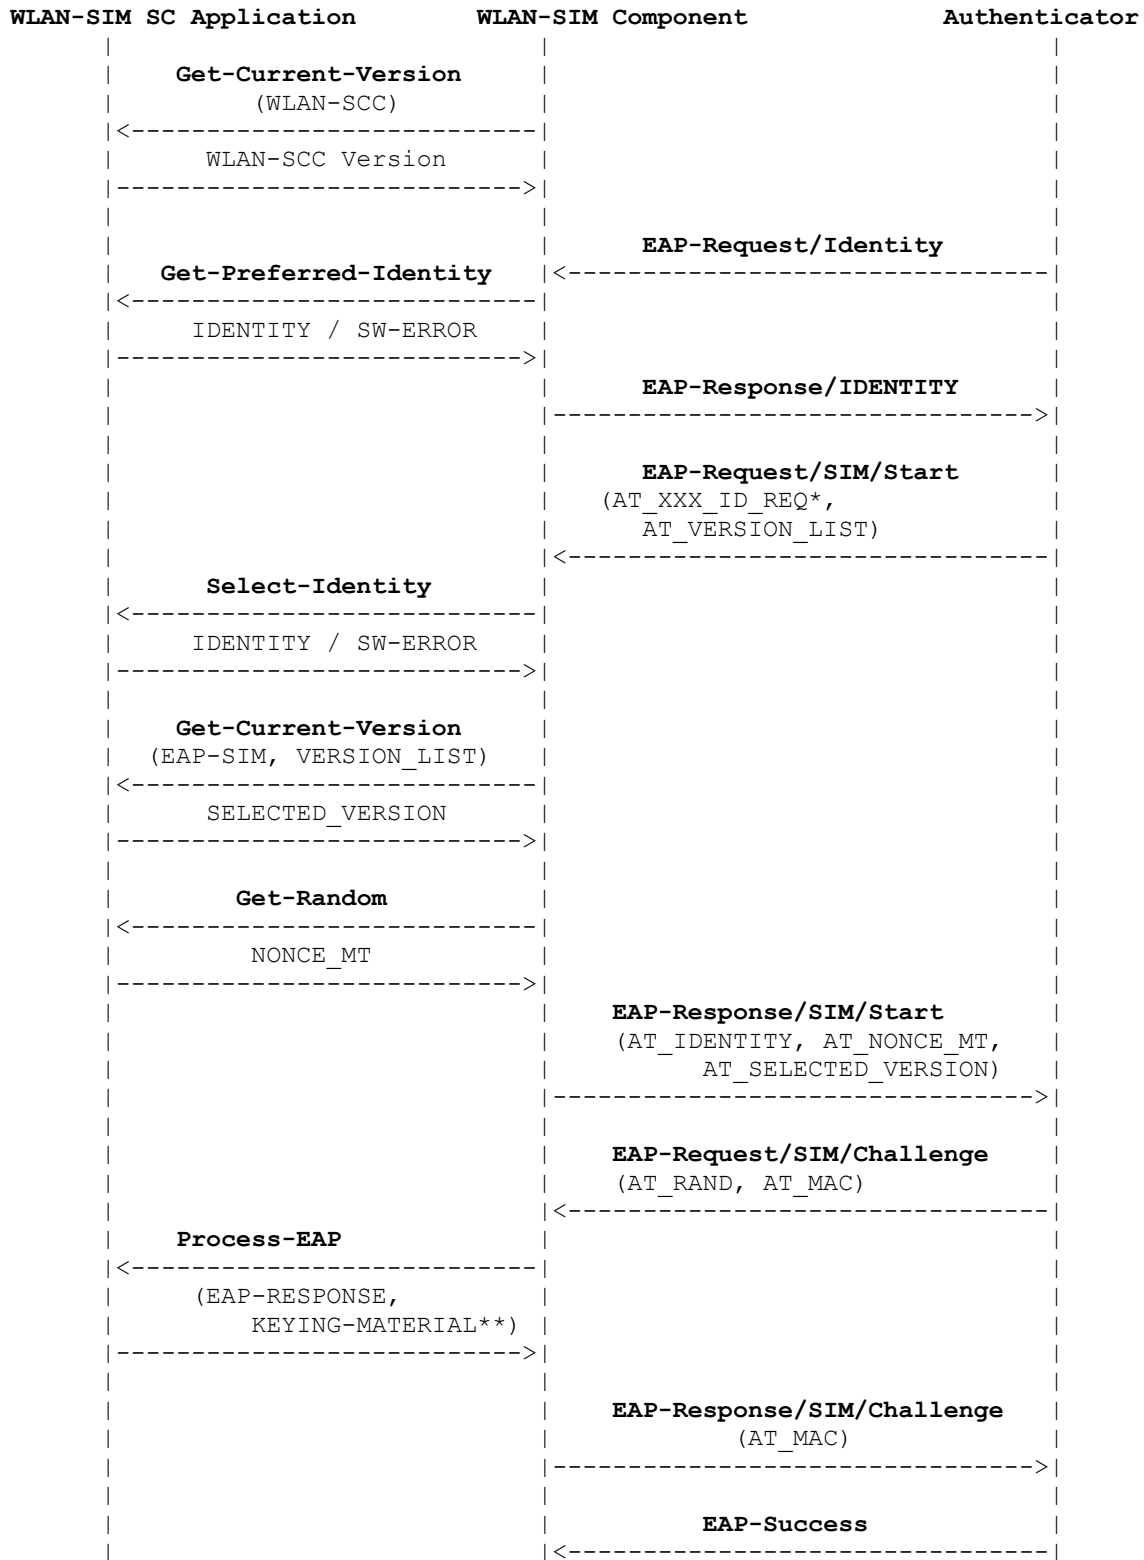 WLAN-SIM SC Application WLAN-SIM Component Authenticator
Get-Current-Version
(WLAN-SCC)
WLAN-SCC Version
EAP-Request/Identity
Get-Preferred-Identity
IDENTITY / SW-ERROR
EAP-Response/IDENTITY
EAP-Request/SIM/Start
(AT_XXX_ID_REQ*,
AT_VERSION_LIST)
Select-Identity
IDENTITY / SW-ERROR
Get-Current-Version
(EAP-SIM, VERSION_LIST)
SELECTED_VERSION
Get-Random
NONCE_MT
EAP-Response/SIM/Start
(AT_IDENTITY, AT_NONCE_MT,
AT_SELECTED_VERSION)
EAP-Request/SIM/Challenge
(AT_RAND, AT_MAC)
Process-EAP
(EAP-RESPONSE,
KEYING-MATERIAL**)
EAP-Response/SIM/Challenge
(AT_MAC)
EAP-Success